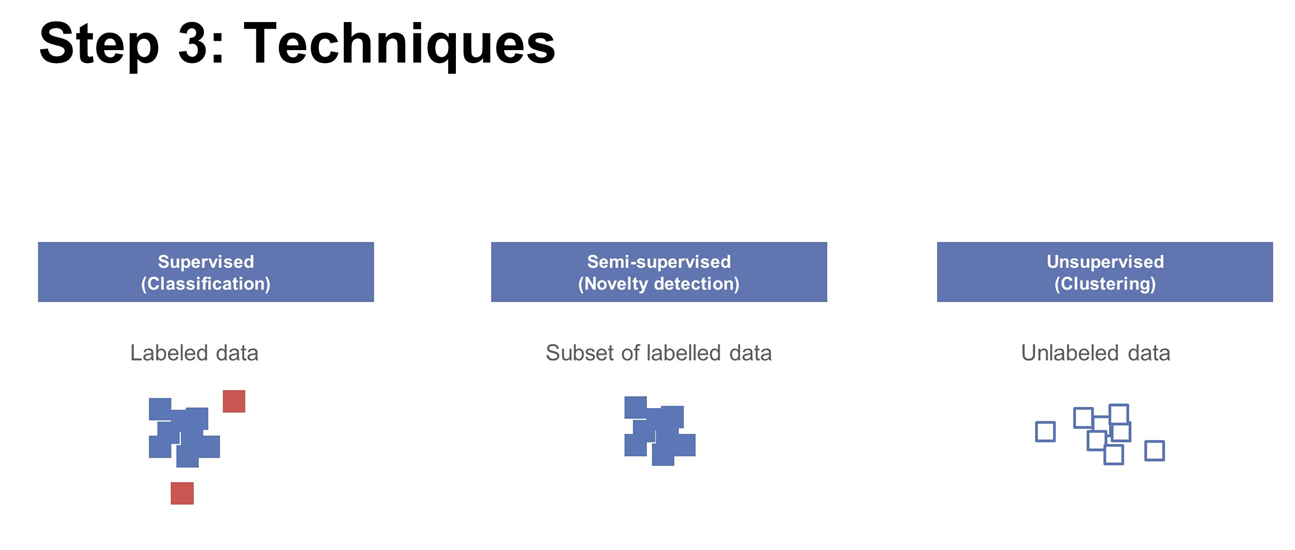 Step 3: Techniques
Supervised
(Classification)
Semi-supervised
(Novelty detection)
Unsupervised
(Clustering)
Labeled data
Subset of labelled data
Unlabeled data